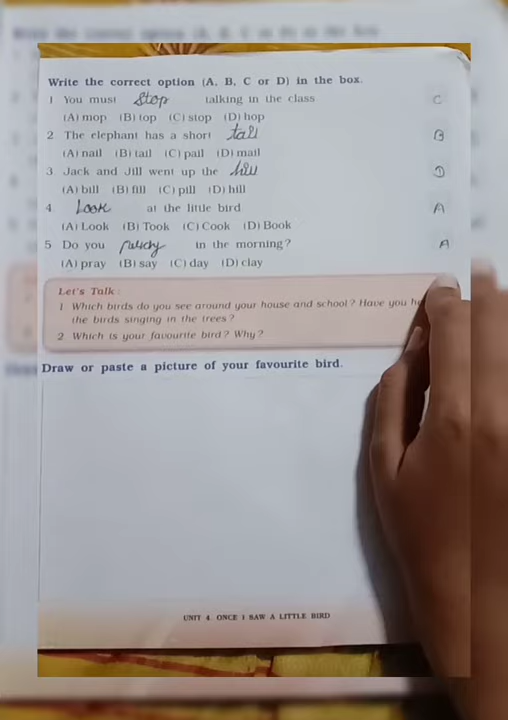 Write the correct option (A, B, C or D) in the box.
1 You must stop talking in the class C
(A) mop (B) top (C) stop (D) hop
2 The elephant has a short tail B
(A) nail (B) tail (C) pail (D) mail
3 Jack and Jill went up the hill D
(A) bill (B) fill (C) pill (D) hill
4 Look at the little bird A
(A) Look (B) Took (C) Cook (D) Book
5 Do you in the morning? A
(A) pray (B) say (C) day (D) clay
Let's Talk :
1 Which birds do you see around your house and school? Have you
the birds singing in the trees?
2 Which is your favourite bird? Why?
Draw or paste a picture of your favourite bird.
UNIT 4. ONCE I SAW A LITTLE BIRD